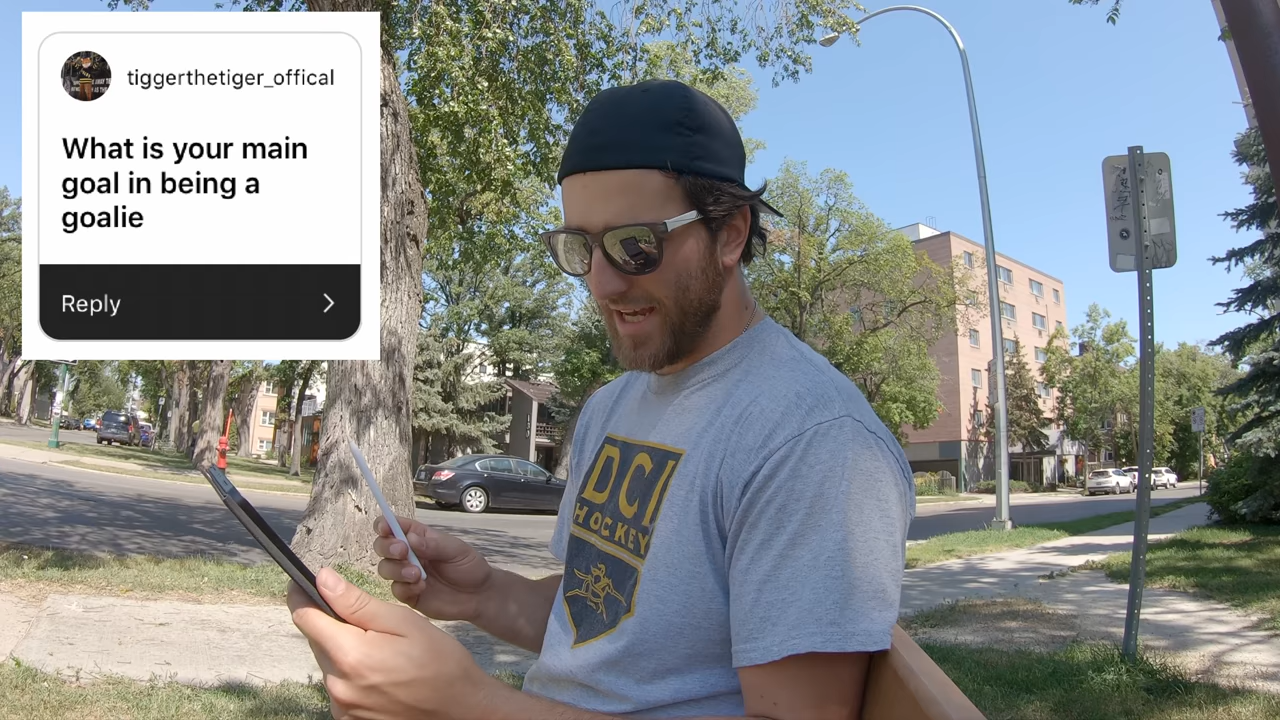 tiggerthetiger_offical
What is your main
goal in being a
goalie
Reply
DCI
HOCKEY